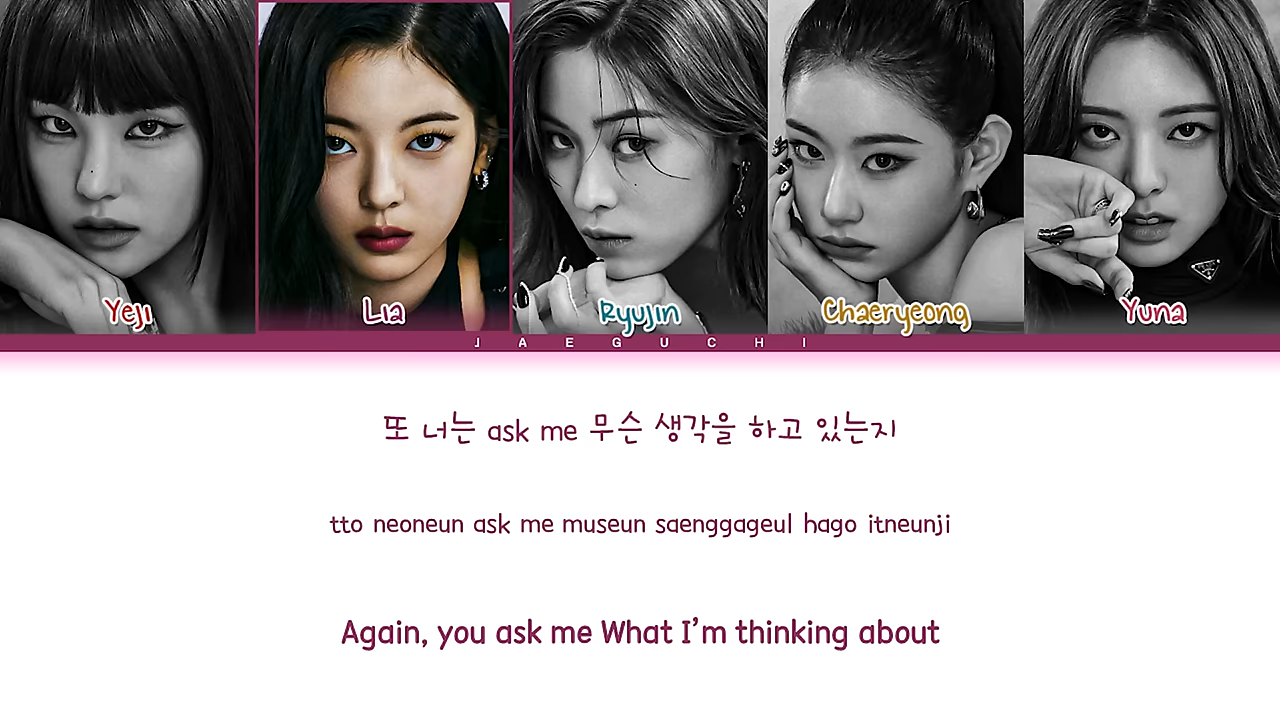 Yeji
Lia
Ryujin
Chaeryeong
Yuna
JAEGUCHI
또 너는 ask me 무슨 생각을 하고 있는지
tto neoneun ask me museun saenggageul hago itneunji
Again, you ask me What I'm thinking about